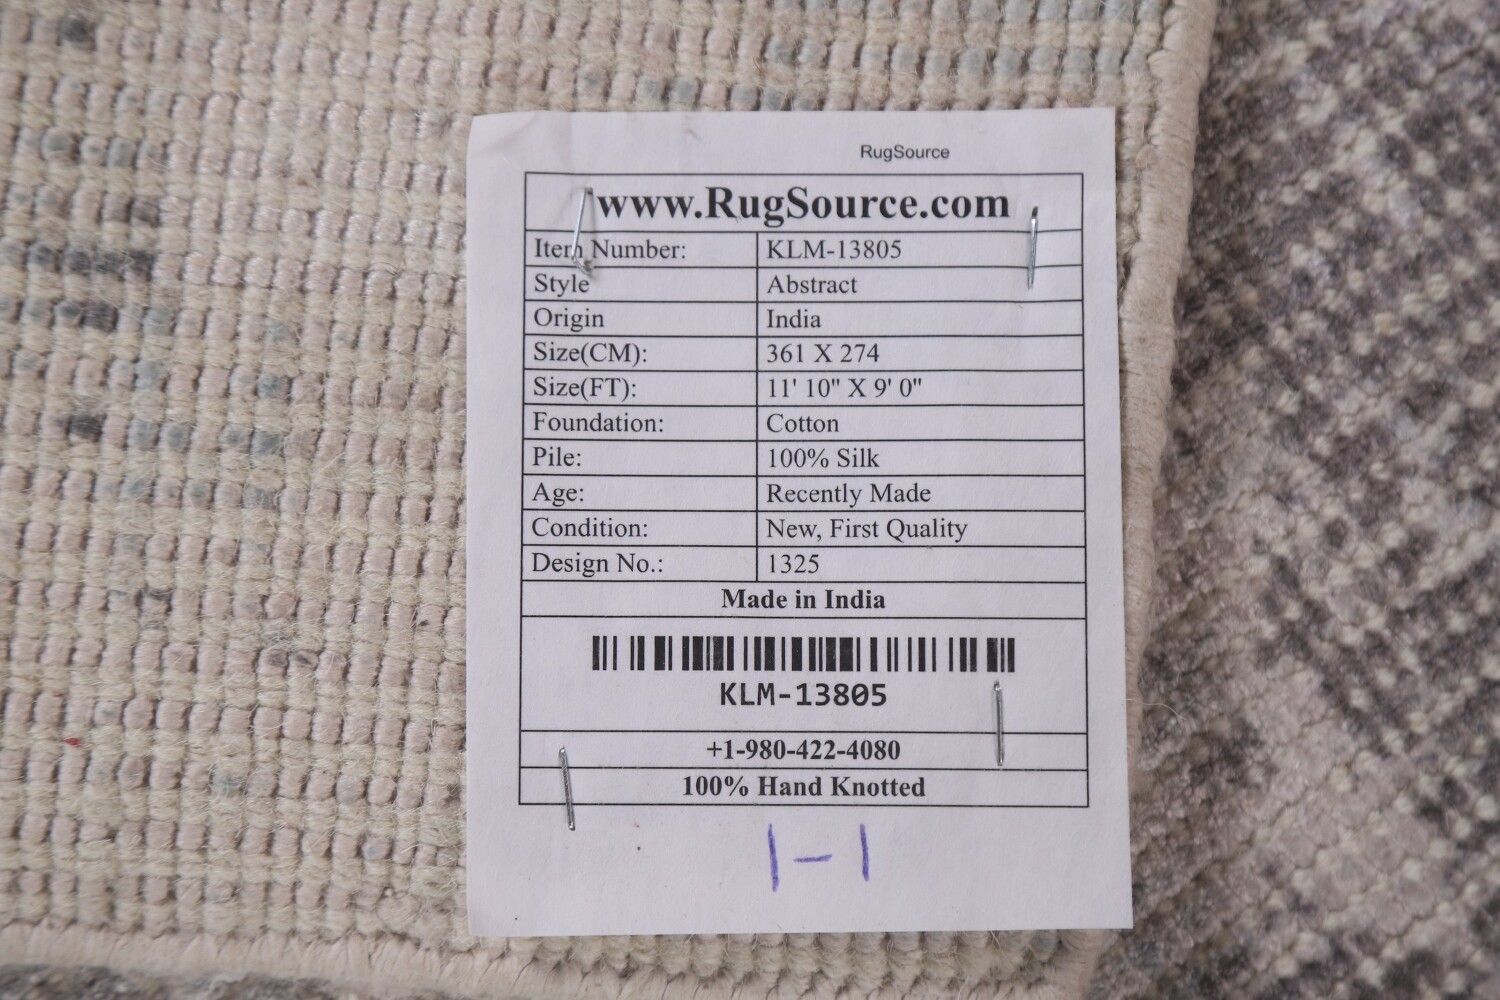 RugSource
www.RugSource.com
Item Number: KLM-13805
Style Abstract
Origin India
Size(CM): 361 X 274
Size(FT): 11' 10" X 9' 0"
Foundation: Cotton
Pile: 100% Silk
Age: Recently Made
Condition: New, First Quality
Design No.: 1325
Made in India
KLM-13805
+1-980-422-4080
100% Hand Knotted
1-1